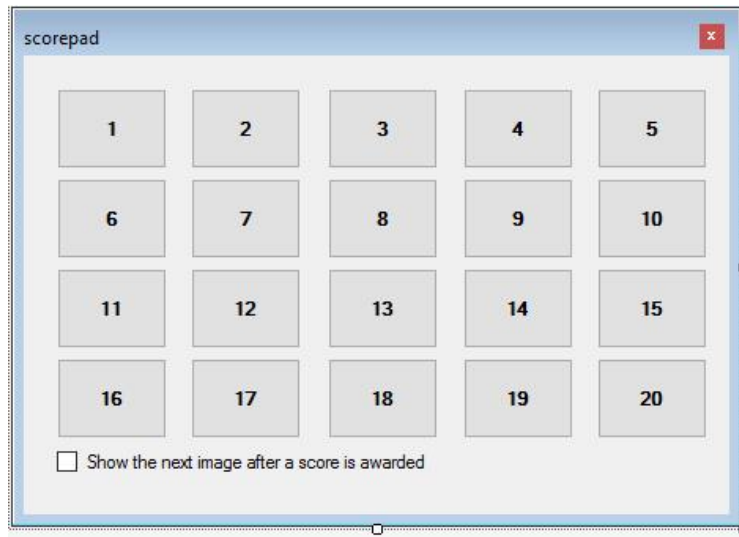 scorepad x
1 2 3 4 5
6 7 8 9 10
11 12 13 14 15
16 17 18 19 20
Show the next image after a score is awarded